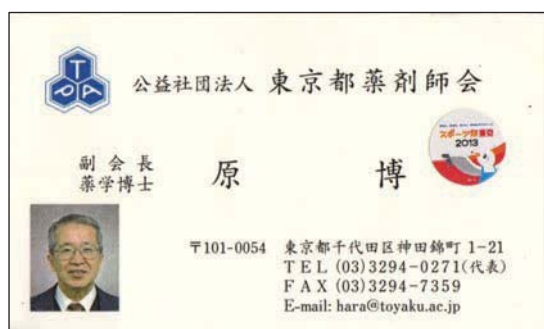 TPA
公益社団法人 東京都薬剤師会
スポーツ祭東京
2013
副会長
薬学博士
原 博
〒101-0054 東京都千代田区神田錦町 1-21
TEL (03)3294-0271(代表)
FAX (03)3294-7359
E-mail: hara@toyaku.ac.jp